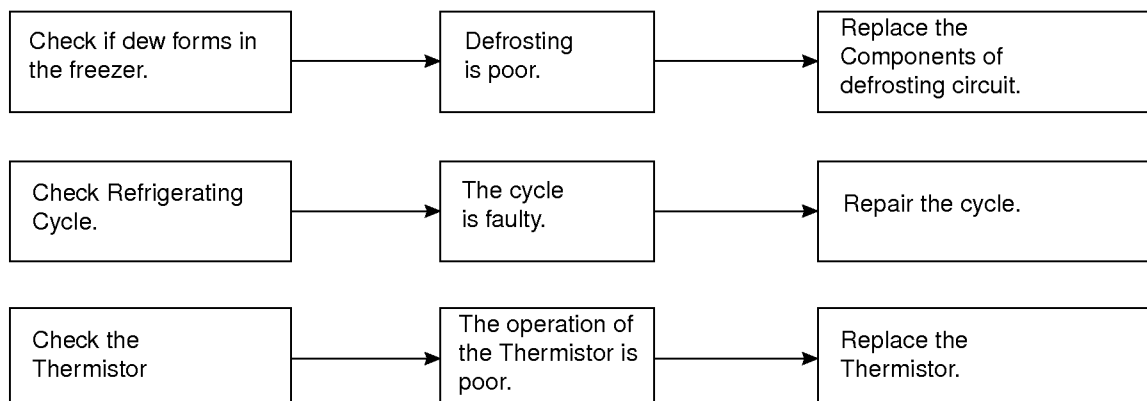 Check if dew forms in
the freezer.
Defrosting
is poor.
Replace the
Components of
defrosting circuit.
Check Refrigerating
Cycle.
The cycle
is faulty.
Repair the cycle.
Check the
Thermistor
The operation of
the Thermistor is
poor.
Replace the
Thermistor.